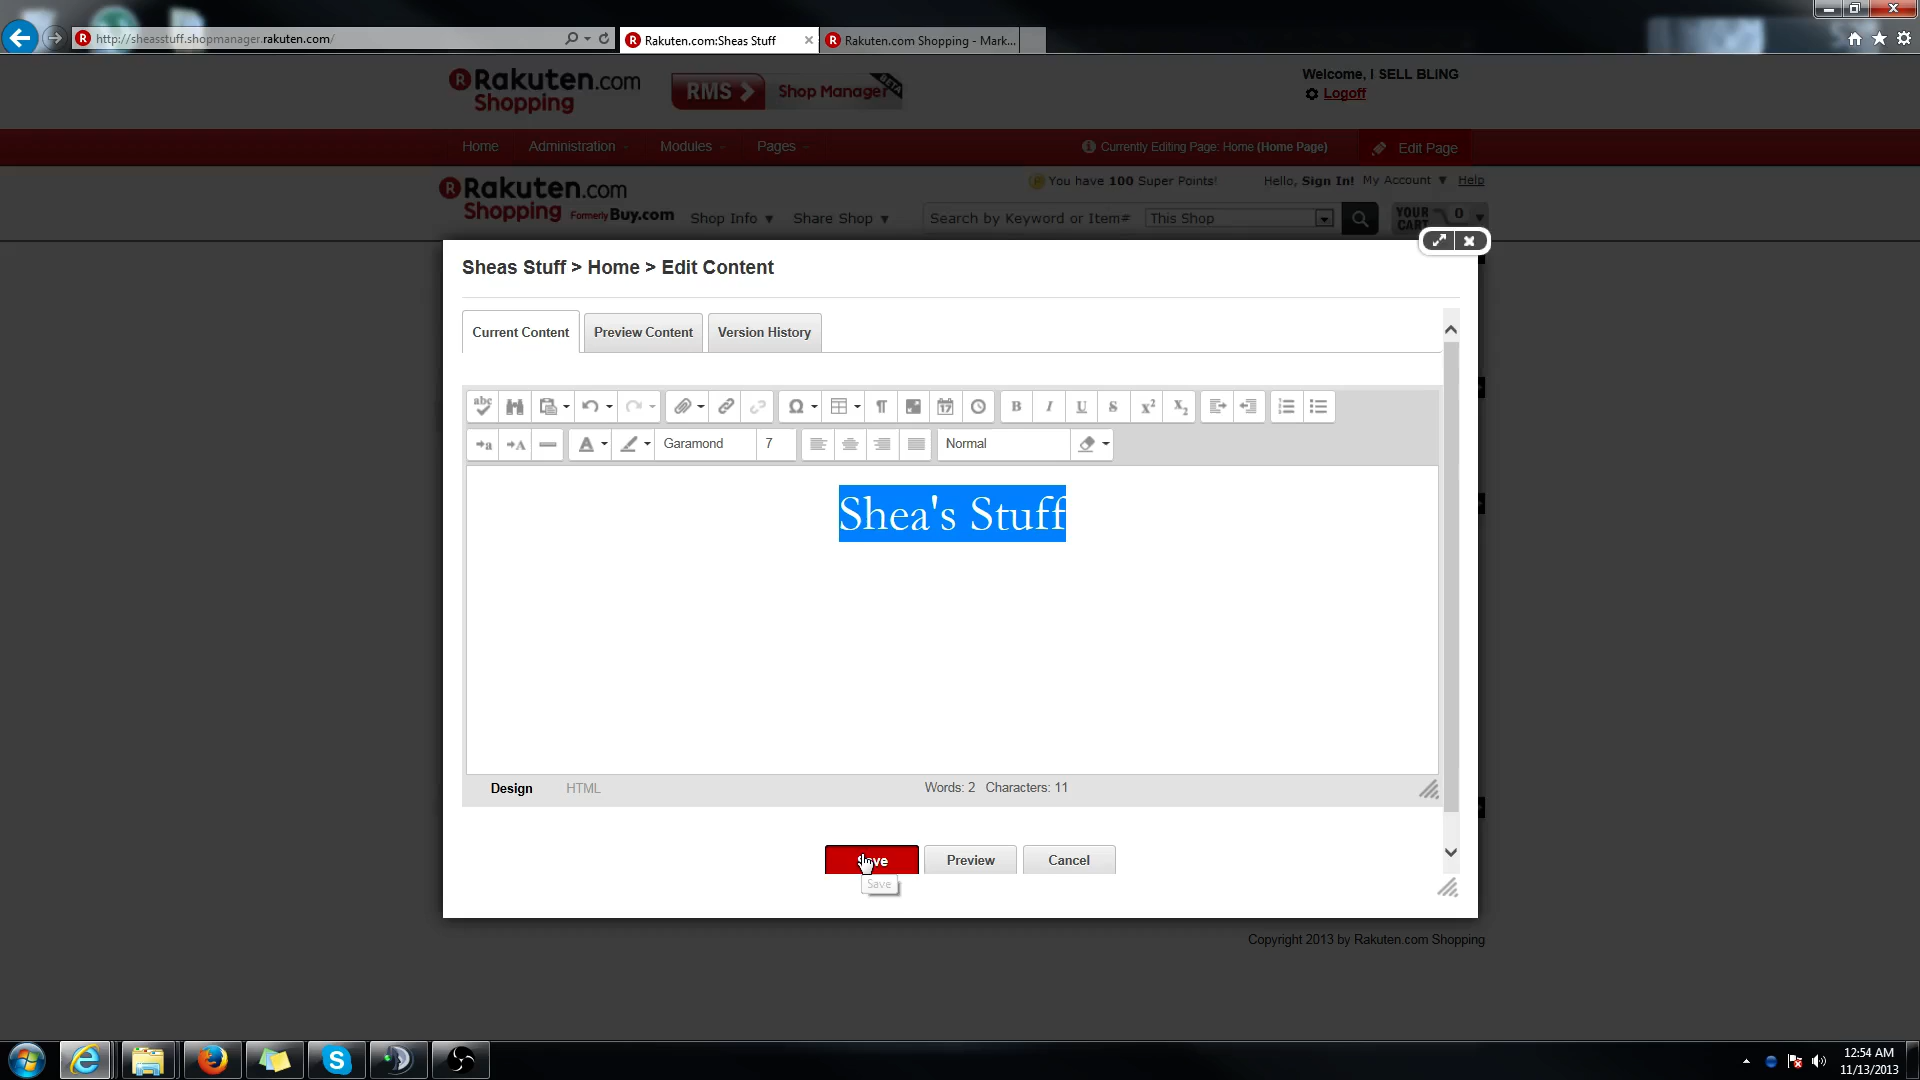 http://sheasstuff.shopmanager.rakuten.com/
Rakuten.com:Sheas Stuff
Rakuten.com Shopping - Mark...
Rakuten.com
Shopping
RMS
Shop Manager
BETA
Welcome, I SELL BLING
Logoff
Home
Administration
Modules
Pages
Currently Editing Page: Home (Home Page)
Edit Page
Rakuten.com
Shopping Formerly Buy.com
You have 100 Super Points!
Hello, Sign In!
My Account
Help
Shop Info
Share Shop
Search by Keyword or Item#
This Shop
YOUR CART
0
Sheas Stuff > Home > Edit Content
Current Content
Preview Content
Version History
Garamond
7
Normal
Shea's Stuff
Design
HTML
Words: 2 Characters: 11
Save
Preview
Cancel
Save
Copyright 2013 by Rakuten.com Shopping
12:54 AM
11/13/2013